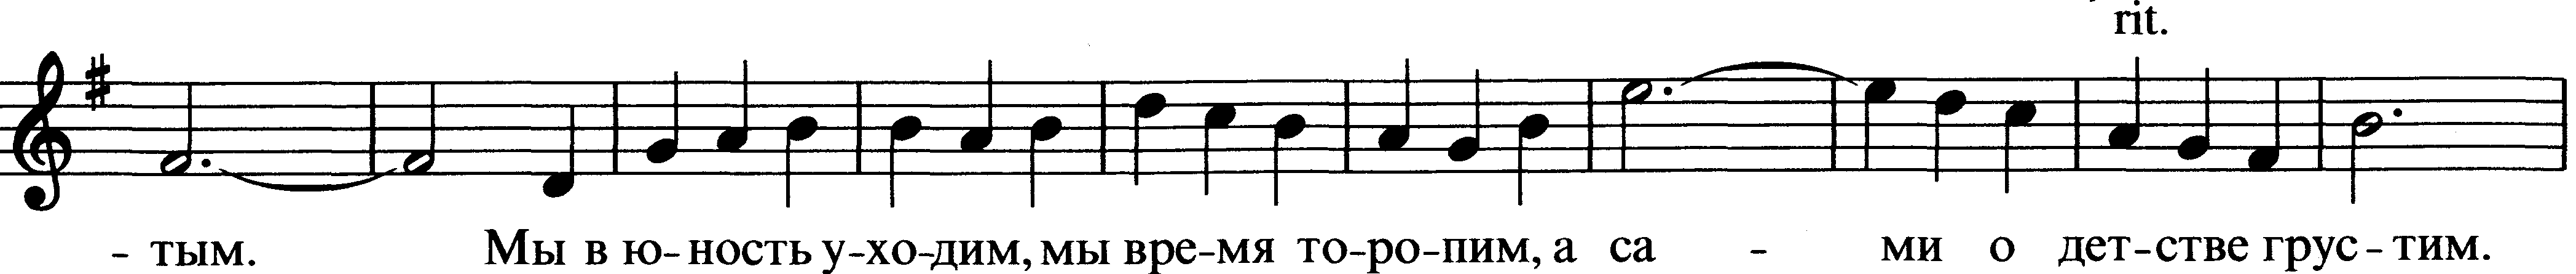 rit.
- тым. Мы в ю-ность у-хо-дим, мы вре-мя то-ро-пим, а са - ми о дет-стве грус-тим.